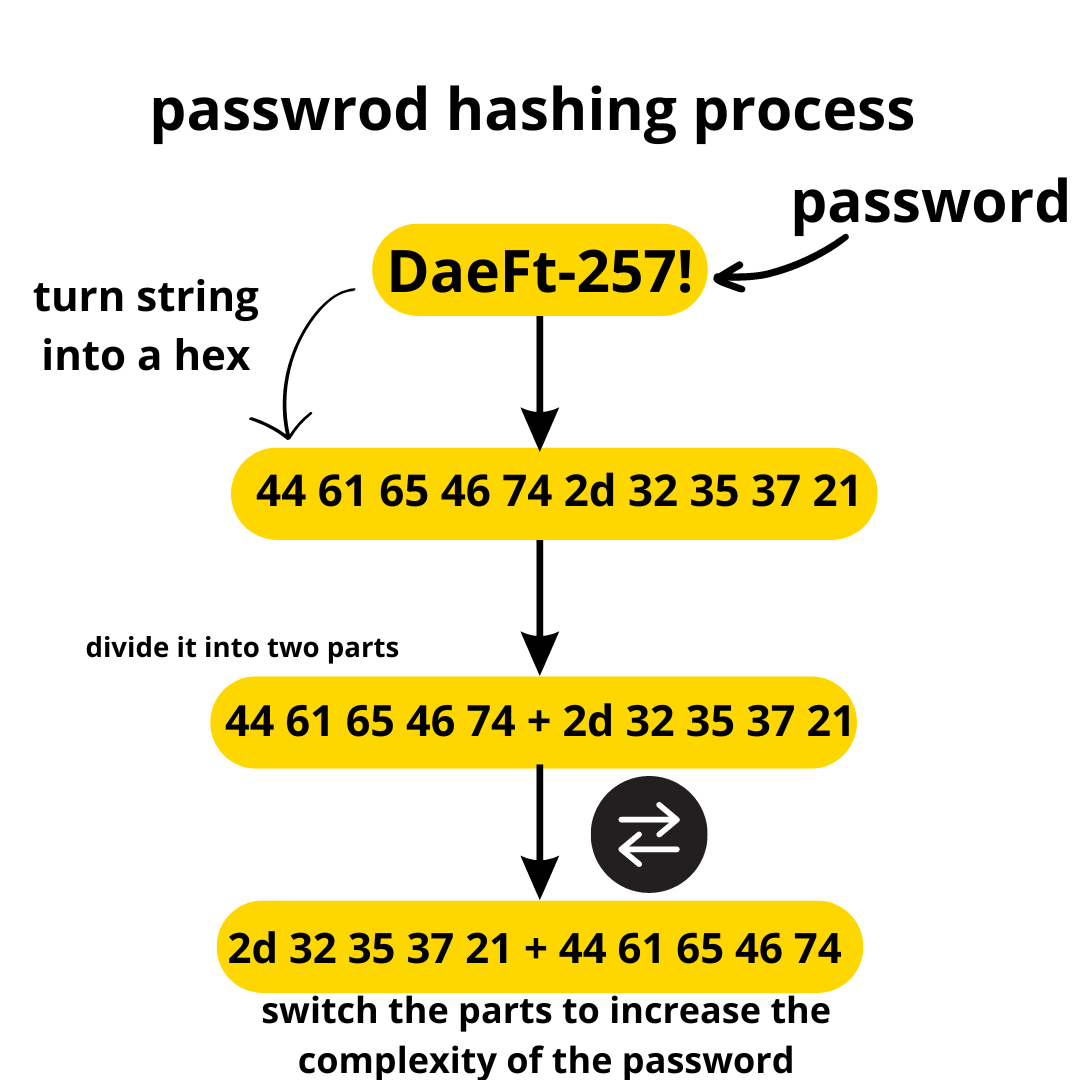 passwrod hashing process
password
DaeFt-257!
turn string
into a hex
44 61 65 46 74 2d 32 35 37 21
divide it into two parts
44 61 65 46 74 + 2d 32 35 37 21
2d 32 35 37 21 + 44 61 65 46 74
switch the parts to increase the
complexity of the password